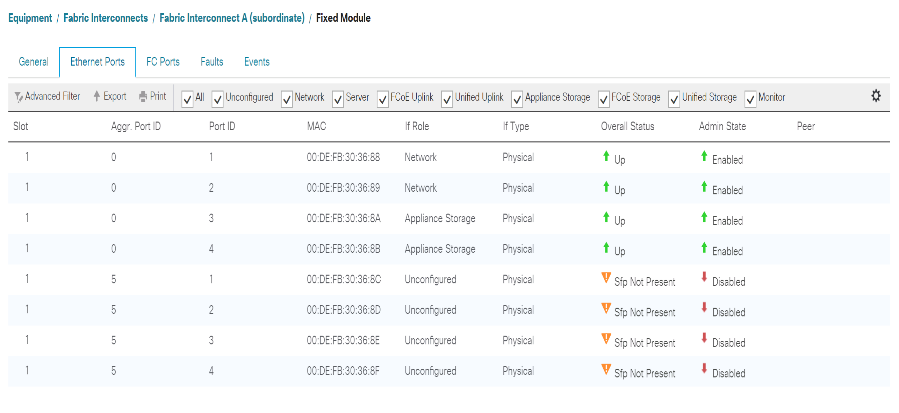 Equipment / Fabric Interconnects / Fabric Interconnect A (subordinate) / Fixed Module
General Ethernet Ports FC Ports Faults Events
Advanced Filter Export Print All Unconfigured Network Server FCoE Uplink Unified Uplink Appliance Storage FCoE Storage Unified Storage Monitor
Slot Aggr. Port ID Port ID MAC If Role If Type Overall Status Admin State Peer
1 0 1 00:DE:FB:30:36:88 Network Physical Up Enabled
1 0 2 00:DE:FB:30:36:89 Network Physical Up Enabled
1 0 3 00:DE:FB:30:36:8A Appliance Storage Physical Up Enabled
1 0 4 00:DE:FB:30:36:8B Appliance Storage Physical Up Enabled
1 5 1 00:DE:FB:30:36:8C Unconfigured Physical Sfp Not Present Disabled
1 5 2 00:DE:FB:30:36:8D Unconfigured Physical Sfp Not Present Disabled
1 5 3 00:DE:FB:30:36:8E Unconfigured Physical Sfp Not Present Disabled
1 5 4 00:DE:FB:30:36:8F Unconfigured Physical Sfp Not Present Disabled